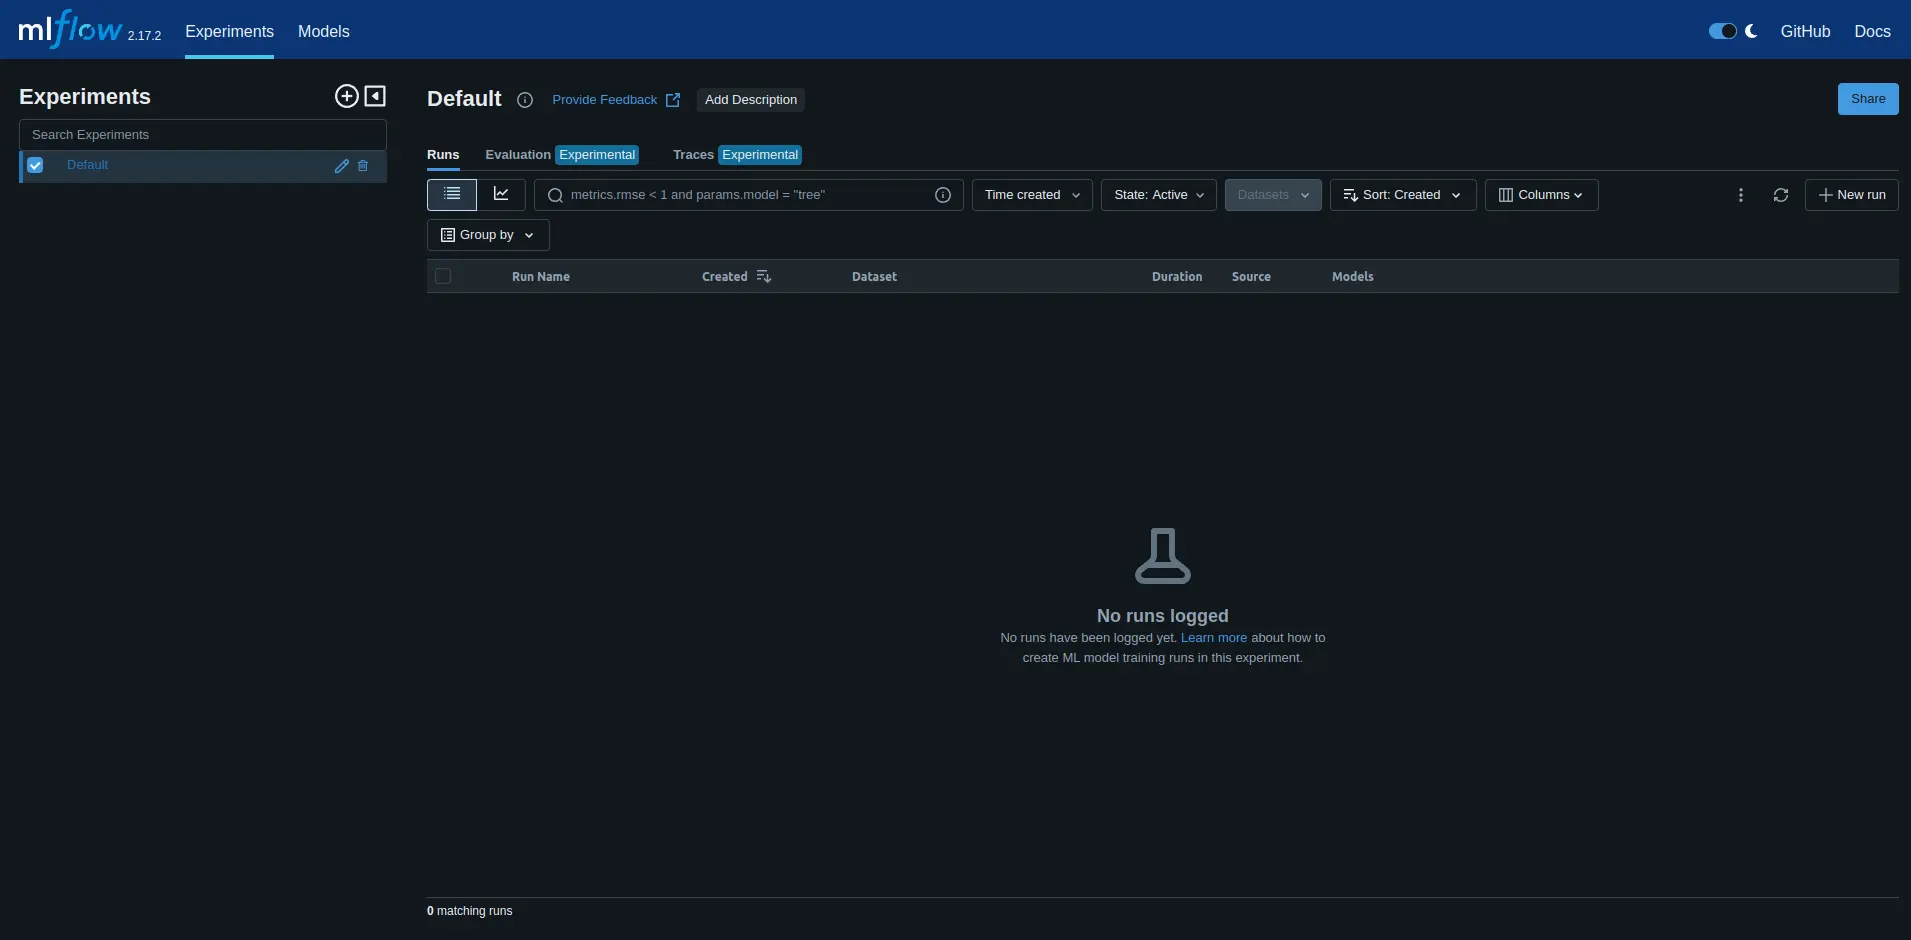 mlflow 2.17.2 Experiments Models GitHub Docs
Experiments
Search Experiments
Default
Default Provide Feedback Add Description Share
Runs Evaluation Experimental Traces Experimental
metrics.rmse < 1 and params.model = "tree" Time created State: Active Datasets Sort: Created Columns New run
Group by
Run Name Created Dataset Duration Source Models
No runs logged
No runs have been logged yet. Learn more about how to
create ML model training runs in this experiment.
0 matching runs